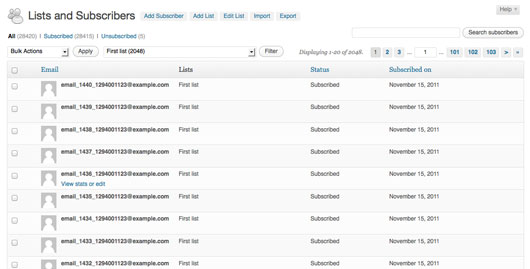 Help
Lists and Subscribers Add Subscriber Add List Edit List Import Export
All (28420) | Subscribed (28415) | Unsubscribed (5)
Search subscribers
Bulk Actions Apply First list (2048) Filter Displaying 1-20 of 2048. 1 2 3 ... 1 101 102 103 > »
Email Lists Status Subscribed on
email_1440_1294001123@example.com First list Subscribed November 15, 2011
email_1439_1294001123@example.com First list Subscribed November 15, 2011
email_1438_1294001123@example.com First list Subscribed November 15, 2011
email_1437_1294001123@example.com First list Subscribed November 15, 2011
email_1436_1294001123@example.com First list Subscribed November 15, 2011
View stats or edit
email_1435_1294001123@example.com First list Subscribed November 15, 2011
email_1434_1294001123@example.com First list Subscribed November 15, 2011
email_1433_1294001123@example.com First list Subscribed November 15, 2011
email_1432_1294001123@example.com First list Subscribed November 15, 2011